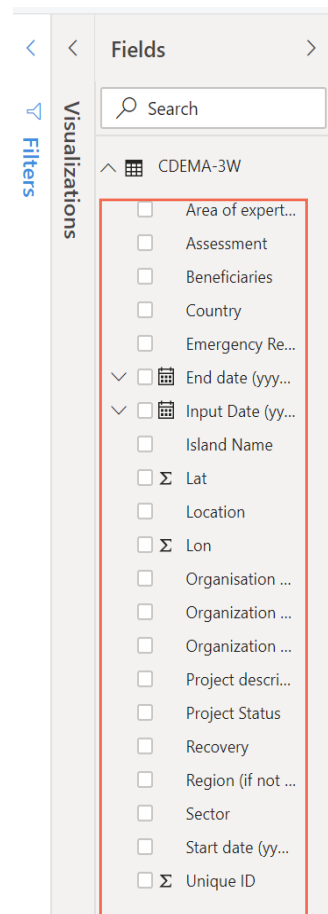 Fields
Filters
Visualizations
Search
CDEMA-3W
Area of expert...
Assessment
Beneficiaries
Country
Emergency Re...
End date (yyy...
Input Date (yy...
Island Name
Σ Lat
Location
Σ Lon
Organisation ...
Organization ...
Organization ...
Project descri...
Project Status
Recovery
Region (if not ...
Sector
Start date (yy...
Σ Unique ID